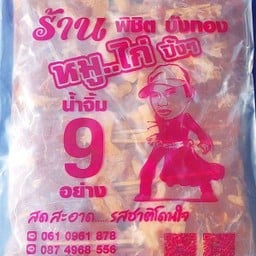 ร้าน พิชิต บังทอง
หมู..ไก่ ปิ้งๆ
น้ำจิ้ม
9
อย่าง
สด สะอาด.....รสชาติโดนใจ
061 0961 878
087 4968 556